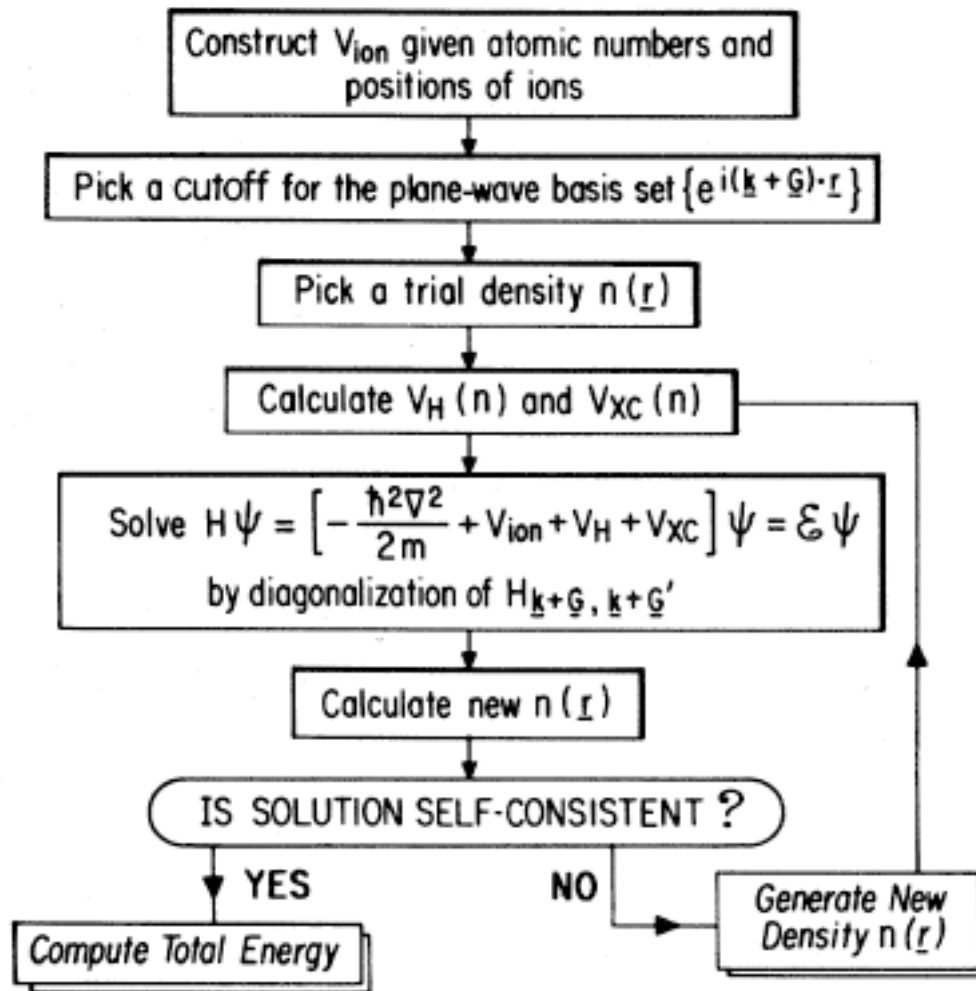 Construct V_ion given atomic numbers and
positions of ions
Pick a cutoff for the plane-wave basis set {e^{i(k̲ + G̲)·r̲}}
Pick a trial density n(r̲)
Calculate V_H(n) and V_XC(n)
Solve Hψ = [-ħ²∇²/2m + V_ion + V_H + V_XC]ψ = ℰψ
by diagonalization of H_{k̲+G̲, k̲+G̲′}
Calculate new n(r̲)
IS SOLUTION SELF-CONSISTENT ?
YES
NO
Compute Total Energy
Generate New
Density n(r̲)